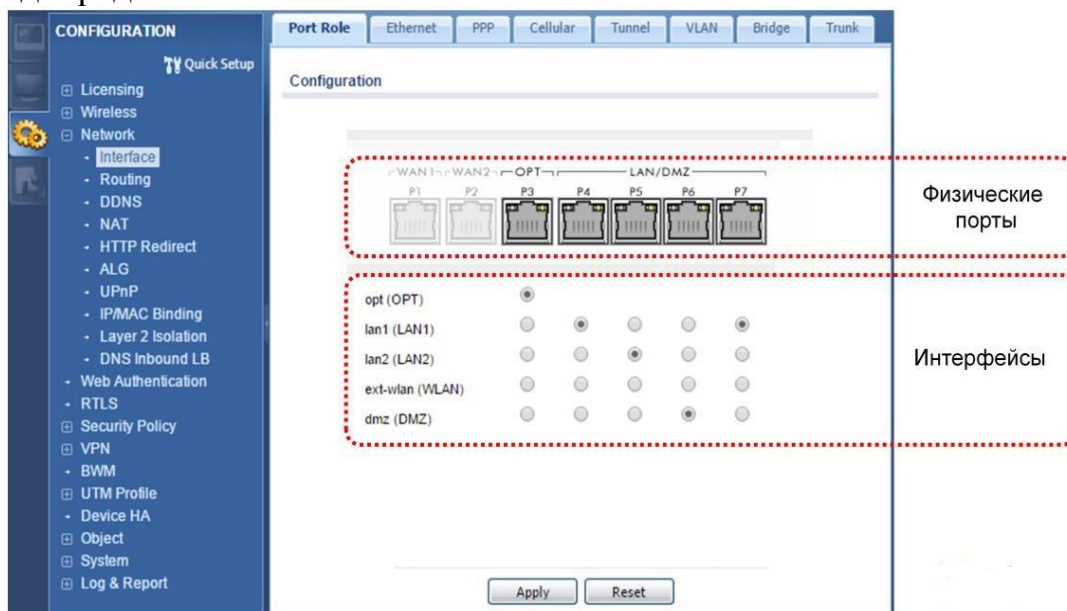 CONFIGURATION
Quick Setup
Licensing
Wireless
Network
Interface
Routing
DDNS
NAT
HTTP Redirect
ALG
UPnP
IP/MAC Binding
Layer 2 Isolation
DNS Inbound LB
Web Authentication
RTLS
Security Policy
VPN
BWM
UTM Profile
Device HA
Object
System
Log & Report
Port Role Ethernet PPP Cellular Tunnel VLAN Bridge Trunk
Configuration
WAN1 WAN2 OPT LAN/DMZ
P1 P2 P3 P4 P5 P6 P7
opt (OPT)
lan1 (LAN1)
lan2 (LAN2)
ext-wlan (WLAN)
dmz (DMZ)
Apply Reset
Физические
порты
Интерфейсы